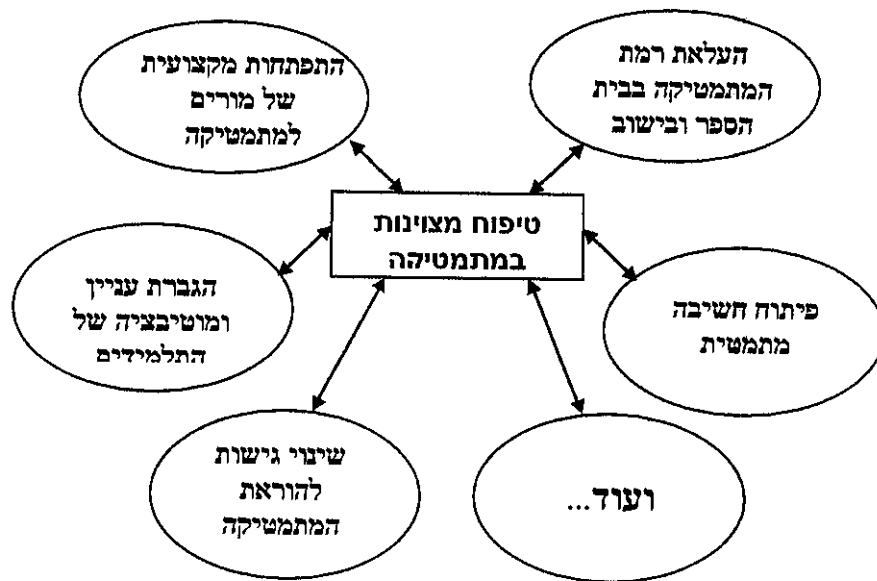 העלאת רמת
המתמטיקה בבית
הספר ובישוב
התפתחות מקצועית
של מורים
למתמטיקה
טיפוח מצוינות
במתמטיקה
פיתוח חשיבה
מתמטית
הגברת עניין
ומוטיבציה של
התלמידים
ועוד...
שינוי גישות
להוראת
המתמטיקה